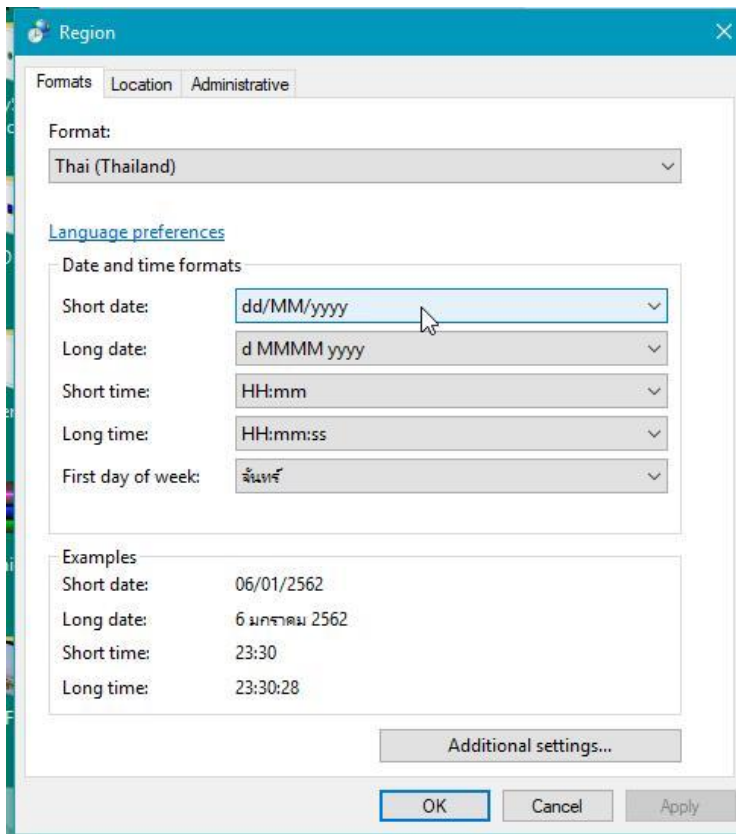 Region
Formats Location Administrative
Format:
Thai (Thailand)
Language preferences
Date and time formats
Short date: dd/MM/yyyy
Long date: d MMMM yyyy
Short time: HH:mm
Long time: HH:mm:ss
First day of week: จันทร์
Examples
Short date: 06/01/2562
Long date: 6 มกราคม 2562
Short time: 23:30
Long time: 23:30:28
Additional settings...
OK Cancel Apply